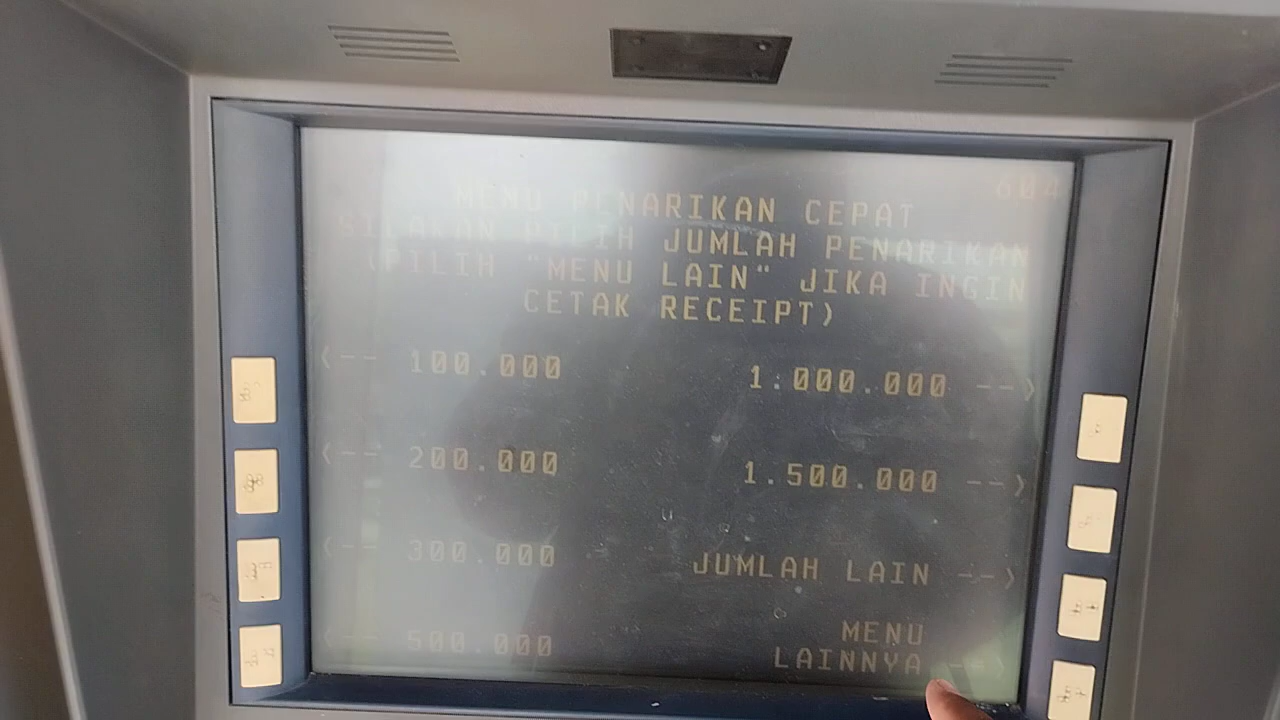 604
MENU PENARIKAN CEPAT
SILAKAN PILIH JUMLAH PENARIKAN
(PILIH "MENU LAIN" JIKA INGIN
CETAK RECEIPT)
<-- 100.000
1.000.000 -->
<-- 200.000
1.500.000 -->
<-- 300.000
JUMLAH LAIN -->
<-- 500.000
MENU
LAINNYA -->